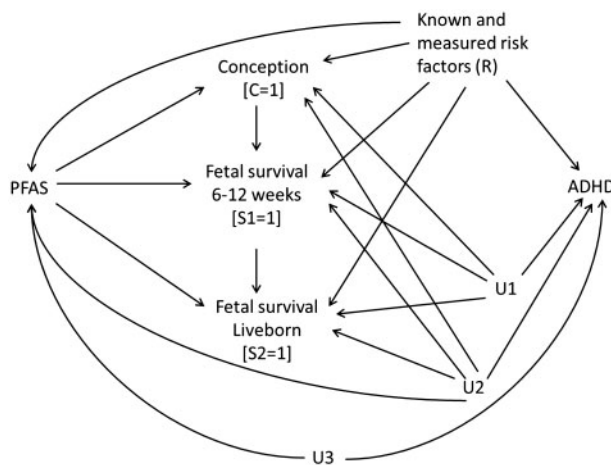 Known and
measured risk
factors (R)
Conception
[C=1]
PFAS
Fetal survival
6-12 weeks
[S1=1]
ADHD
U1
Fetal survival
Liveborn
[S2=1]
U2
U3